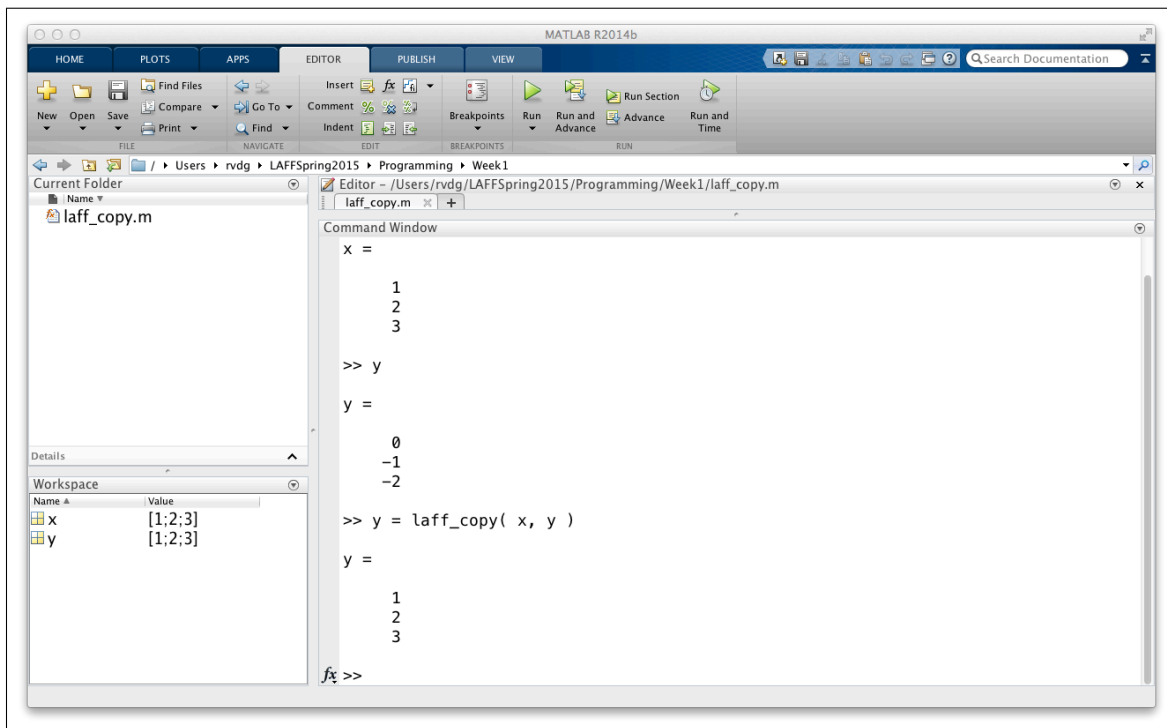 MATLAB R2014b
HOME PLOTS APPS EDITOR PUBLISH VIEW Search Documentation
New Open Save Find Files Compare Print Go To Find Insert fx Comment % Indent Breakpoints Run Run and Advance Run Section Advance Run and Time
FILE NAVIGATE EDIT BREAKPOINTS RUN
/ Users rvdg LAFFSpring2015 Programming Week1
Current Folder
Name
laff_copy.m
Details
Workspace
Name Value
x [1;2;3]
y [1;2;3]
Editor - /Users/rvdg/LAFFSpring2015/Programming/Week1/laff_copy.m
laff_copy.m
Command Window
x =
1
2
3
>> y
y =
0
-1
-2
>> y = laff_copy( x, y )
y =
1
2
3
fx >>